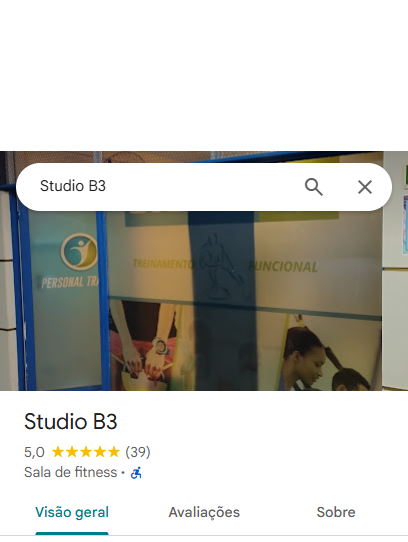 Studio B3
TREINAMENTO FUNCIONAL
PERSONAL TRA
Studio B3
5,0 (39)
Sala de fitness ·
Visão geral Avaliações Sobre